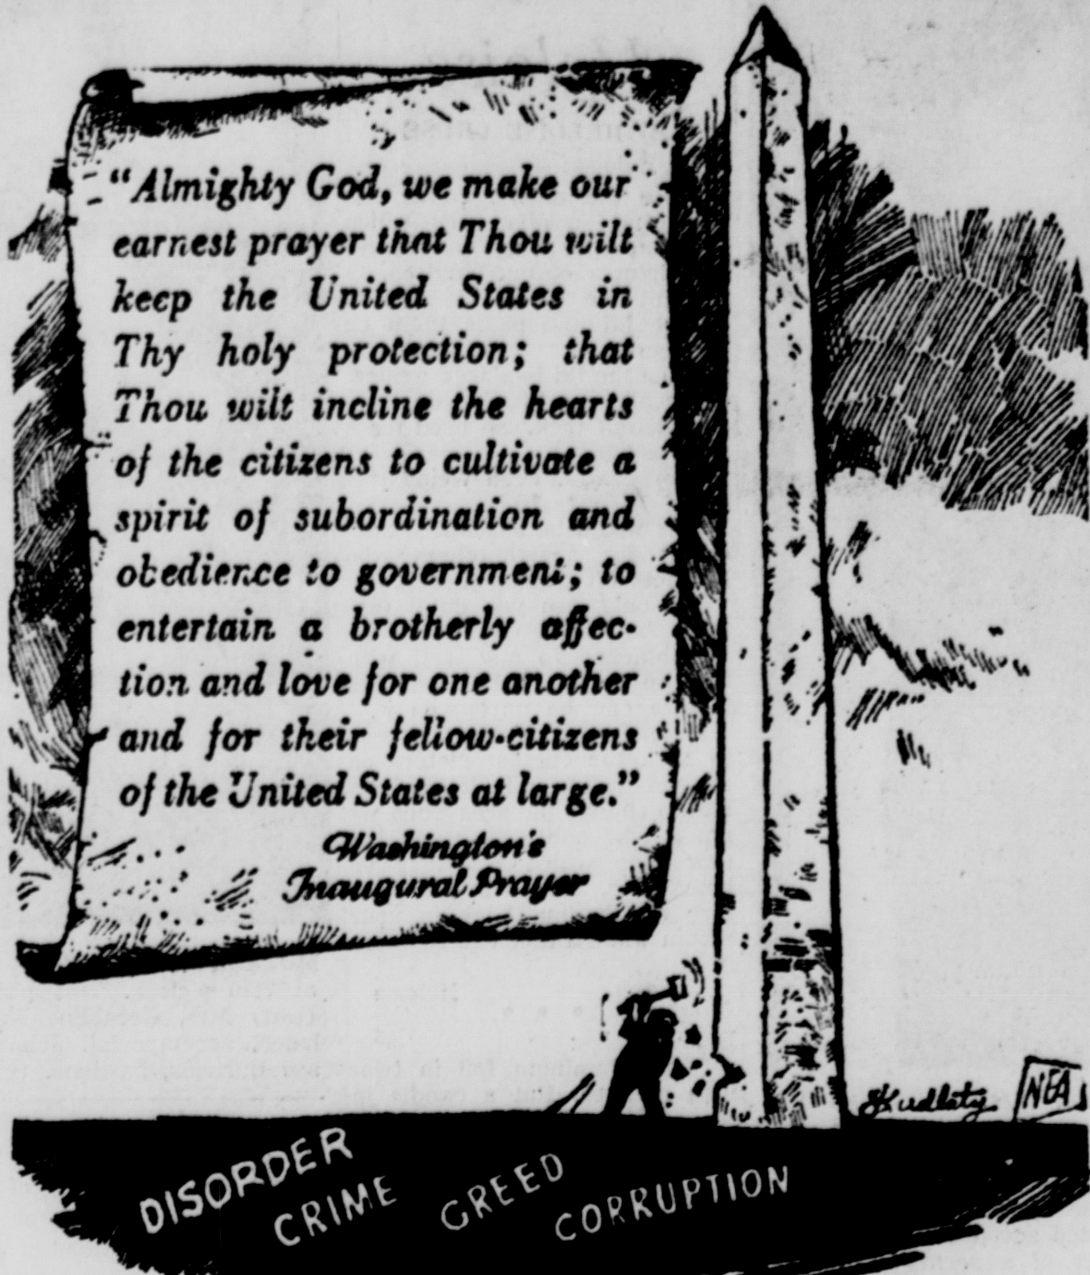 "Almighty God, we make our
earnest prayer that Thou wilt
keep the United States in
Thy holy protection; that
Thou wilt incline the hearts
of the citizens to cultivate a
spirit of subordination and
obedience to government; to
entertain a brotherly affec-
tion and love for one another
and for their fellow-citizens
of the United States at large."
Washington's
Inaugural Prayer
Kudlaty NEA
DISORDER
CRIME GREED
CORRUPTION